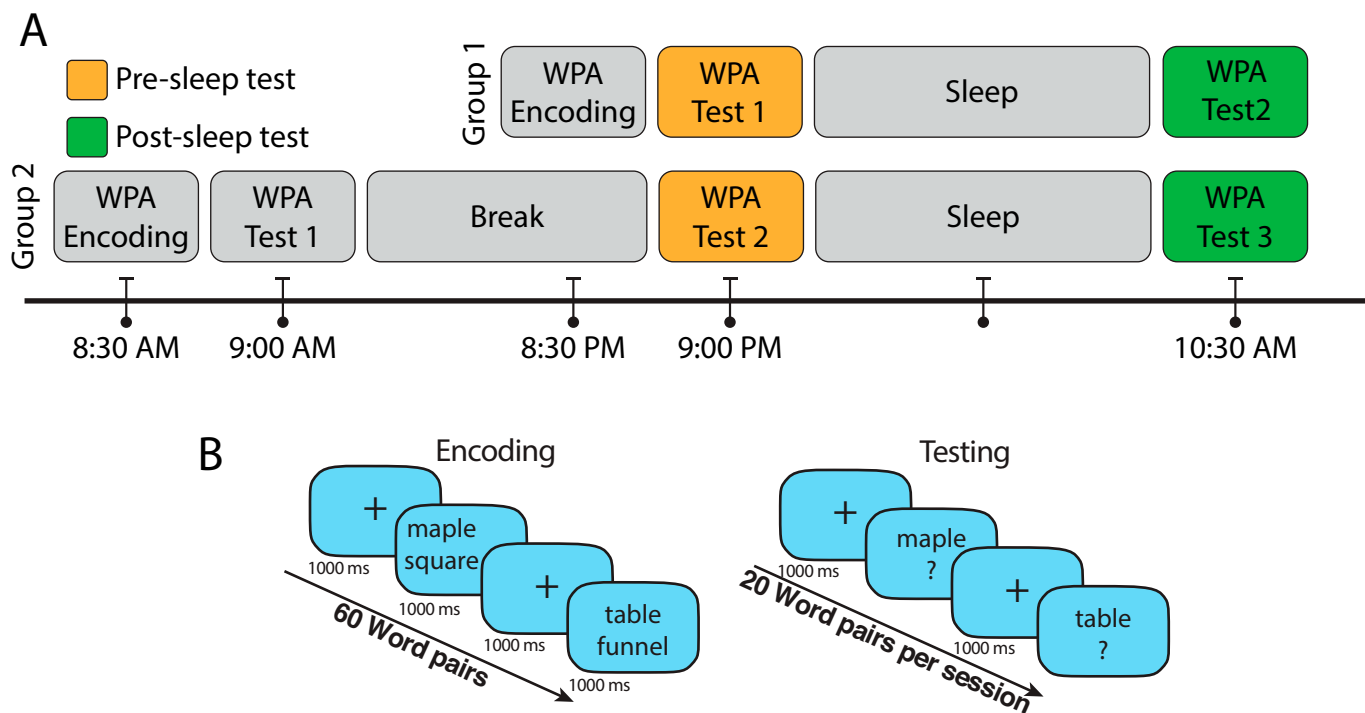 A
Pre-sleep test
Post-sleep test
Group 1
WPA
Encoding
WPA
Test 1
Sleep
WPA
Test2
Group 2
WPA
Encoding
WPA
Test 1
Break
WPA
Test 2
Sleep
WPA
Test 3
8:30 AM
9:00 AM
8:30 PM
9:00 PM
10:30 AM
B
Encoding
+
1000 ms
maple
square
1000 ms
+
1000 ms
table
funnel
1000 ms
60 Word pairs
Testing
+
1000 ms
maple
?
+
1000 ms
table
?
20 Word pairs per session